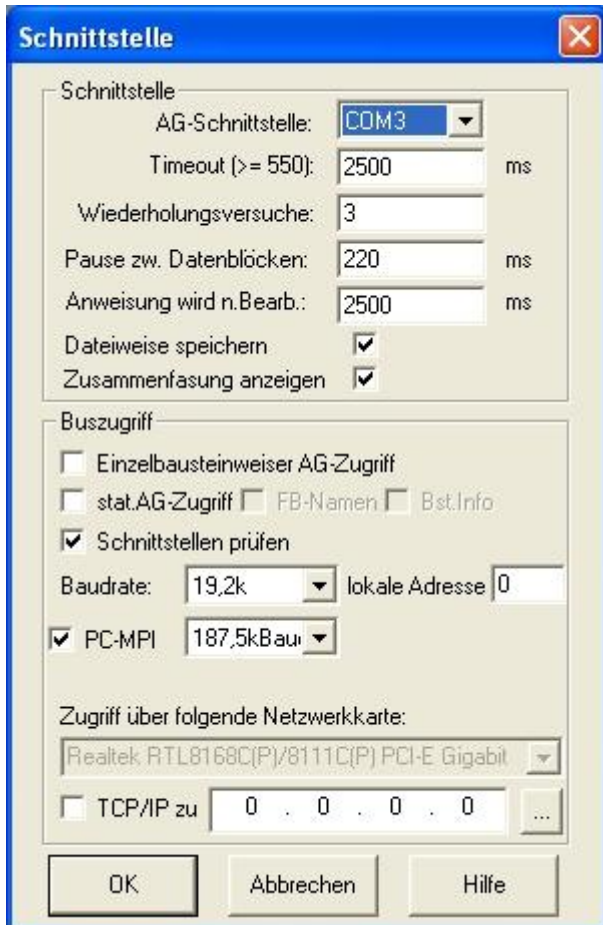 Schnittstelle
Schnittstelle
AG-Schnittstelle: COM3
Timeout (>= 550): 2500 ms
Wiederholungsversuche: 3
Pause zw. Datenblöcken: 220 ms
Anweisung wird n.Bearb.: 2500 ms
Dateiweise speichern
Zusammenfasung anzeigen
Buszugriff
Einzelbausteinweiser AG-Zugriff
stat.AG-Zugriff FB-Namen Bst.Info
Schnittstellen prüfen
Baudrate: 19,2k lokale Adresse 0
PC-MPI 187,5kBau
Zugriff über folgende Netzwerkkarte:
Realtek RTL8168C(P)/8111C(P) PCI-E Gigabit
TCP/IP zu 0 . 0 . 0 . 0 ...
OK Abbrechen Hilfe